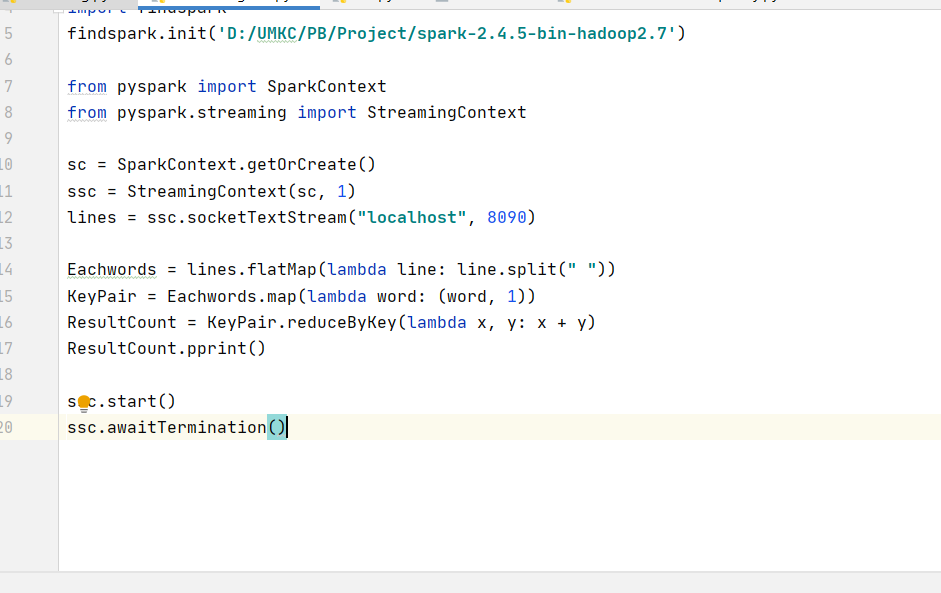 5 findspark.init('D:/UMKC/PB/Project/spark-2.4.5-bin-hadoop2.7')
6
7 from pyspark import SparkContext
8 from pyspark.streaming import StreamingContext
9
10 sc = SparkContext.getOrCreate()
11 ssc = StreamingContext(sc, 1)
12 lines = ssc.socketTextStream("localhost", 8090)
13
14 Eachwords = lines.flatMap(lambda line: line.split(" "))
15 KeyPair = Eachwords.map(lambda word: (word, 1))
16 ResultCount = KeyPair.reduceByKey(lambda x, y: x + y)
17 ResultCount.pprint()
18
19 ssc.start()
20 ssc.awaitTermination()